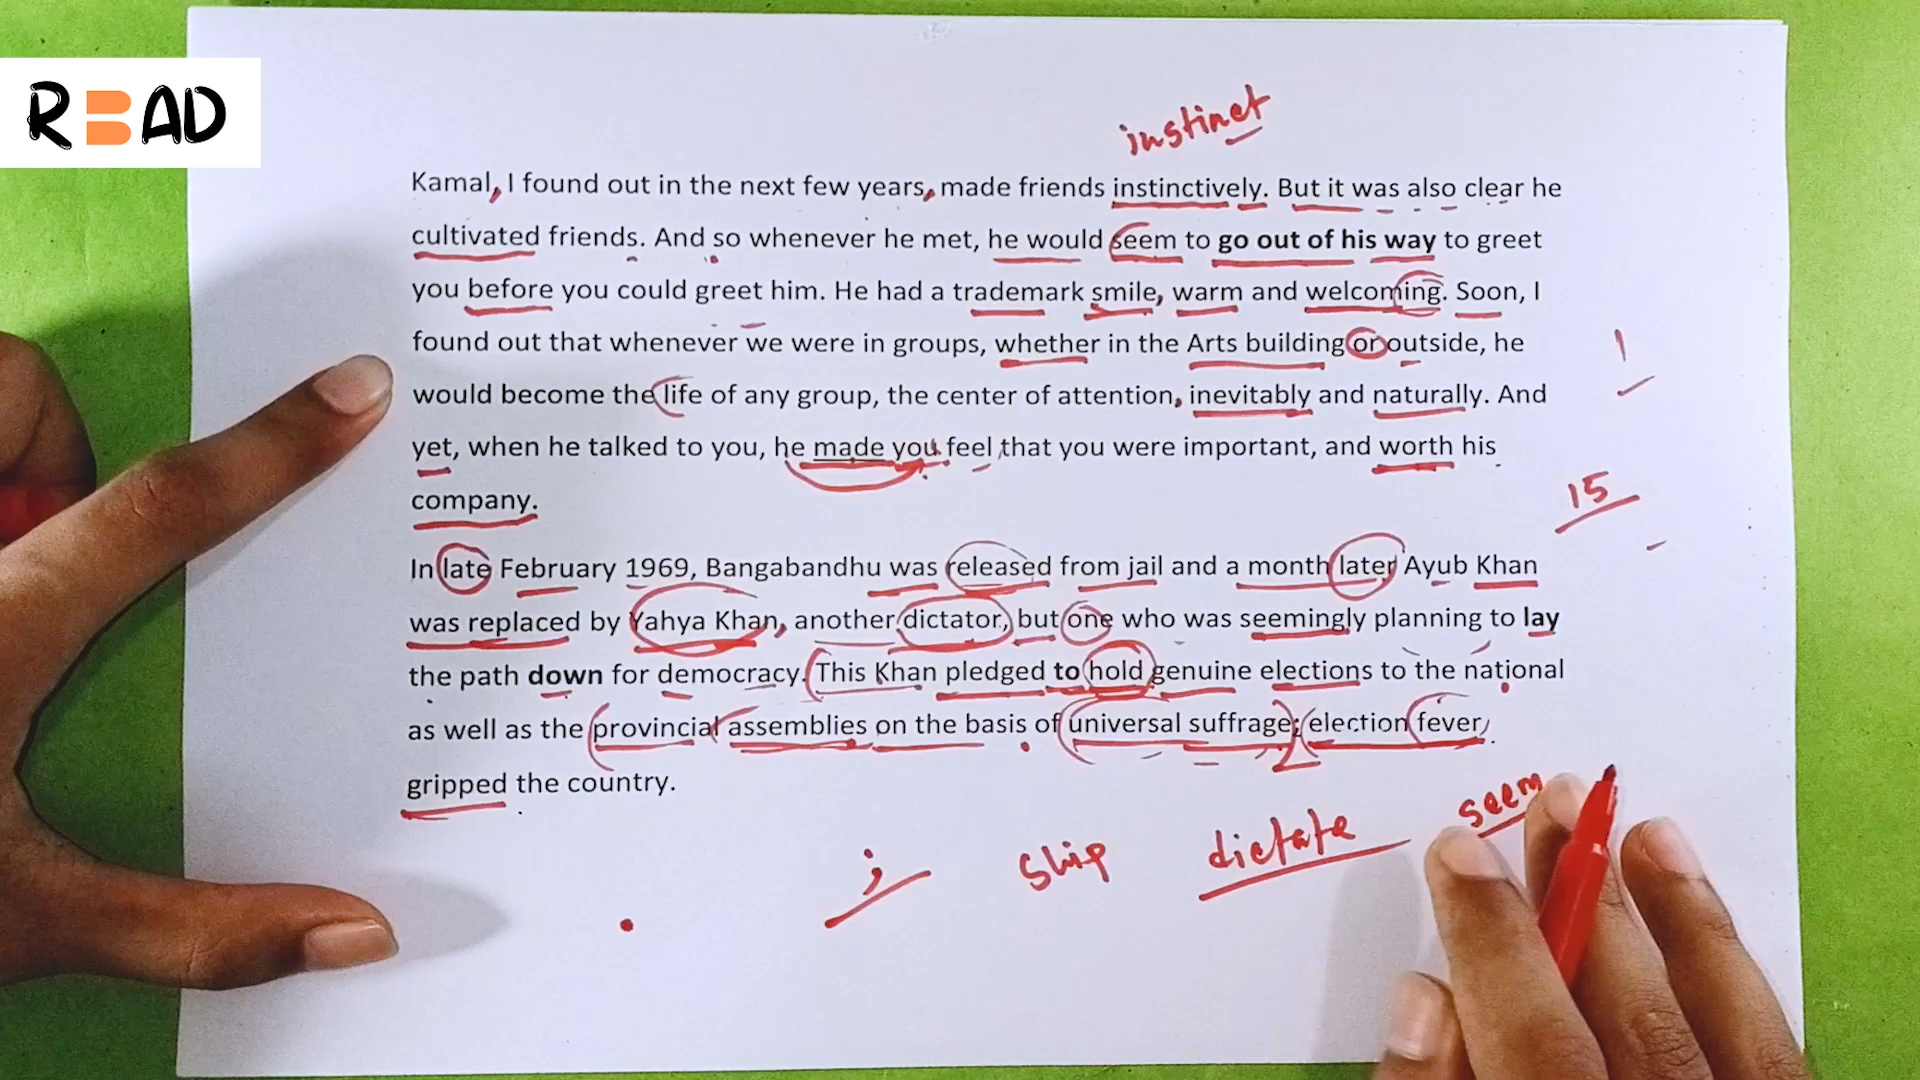 READ
instinct
Kamal, I found out in the next few years, made friends instinctively. But it was also clear he
cultivated friends. And so whenever he met, he would seem to go out of his way to greet
you before you could greet him. He had a trademark smile, warm and welcoming. Soon, I
found out that whenever we were in groups, whether in the Arts building or outside, he
would become the life of any group, the center of attention, inevitably and naturally. And
yet, when he talked to you, he made you feel that you were important, and worth his
company.
15
In late February 1969, Bangabandhu was released from jail and a month later Ayub Khan
was replaced by Yahya Khan, another dictator, but one who was seemingly planning to lay
the path down for democracy. This Khan pledged to hold genuine elections to the national
as well as the provincial assemblies on the basis of universal suffrage; election fever
gripped the country.
; ship dictate seem